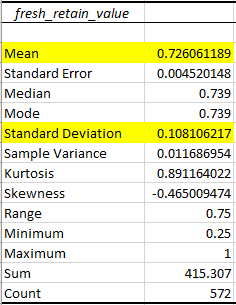 fresh_retain_value
Mean 0.726061189
Standard Error 0.004520148
Median 0.739
Mode 0.739
Standard Deviation 0.108106217
Sample Variance 0.011686954
Kurtosis 0.891164022
Skewness -0.465009474
Range 0.75
Minimum 0.25
Maximum 1
Sum 415.307
Count 572